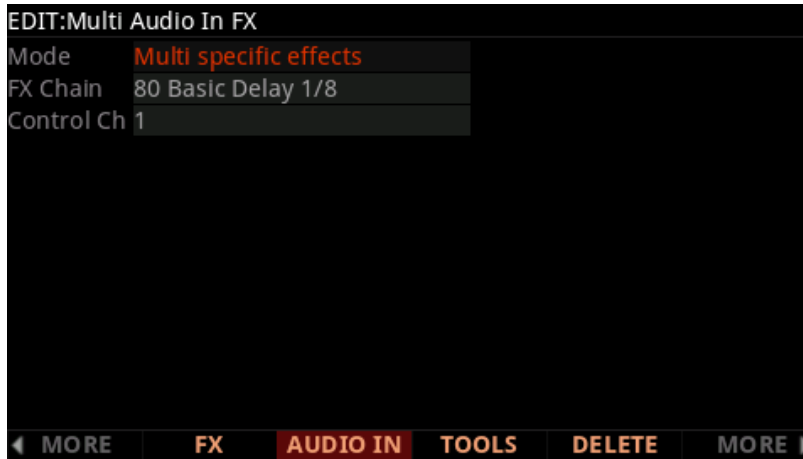 EDIT:Multi Audio In FX
Mode Multi specific effects
FX Chain 80 Basic Delay 1/8
Control Ch 1
MORE FX AUDIO IN TOOLS DELETE MORE